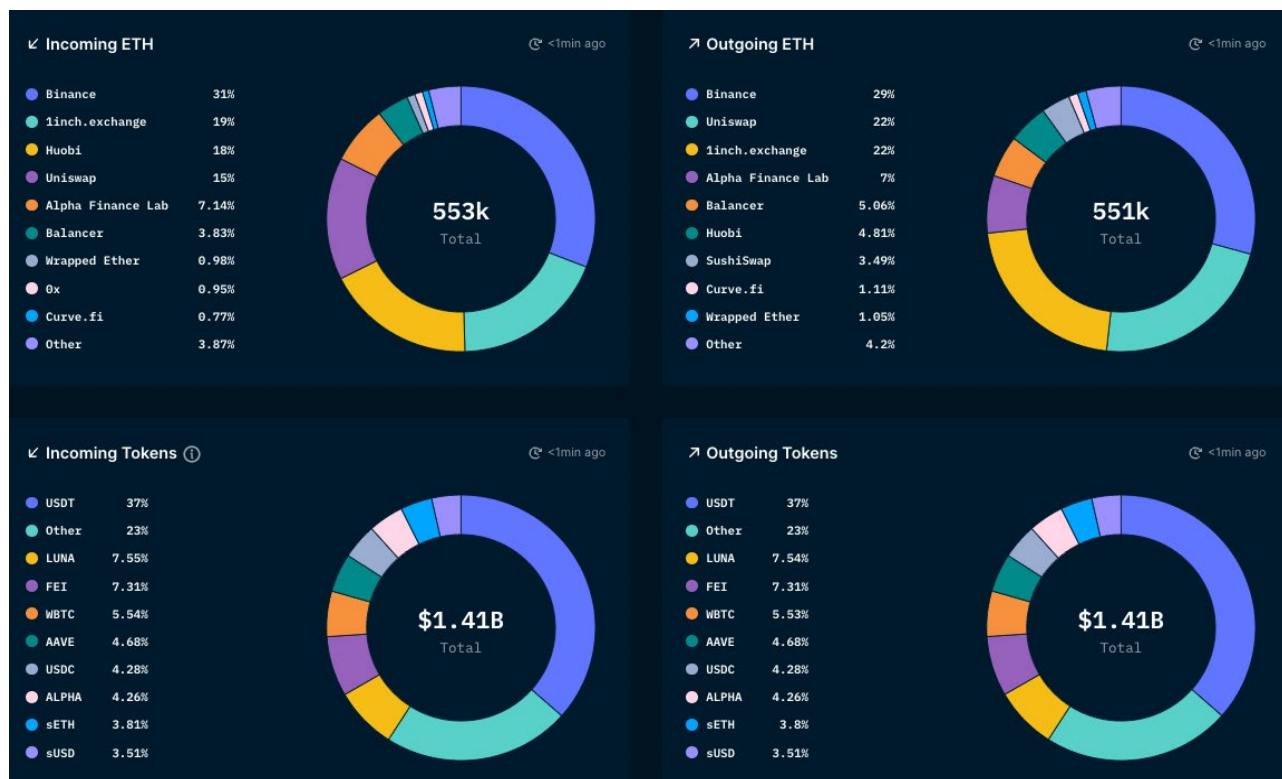 Incoming ETH
<1min ago
Binance 31%
1inch.exchange 19%
Huobi 18%
Uniswap 15%
Alpha Finance Lab 7.14%
Balancer 3.83%
Wrapped Ether 0.98%
0x 0.95%
Curve.fi 0.77%
Other 3.87%
553k
Total
Outgoing ETH
<1min ago
Binance 29%
Uniswap 22%
1inch.exchange 22%
Alpha Finance Lab 7%
Balancer 5.06%
Huobi 4.81%
SushiSwap 3.49%
Curve.fi 1.11%
Wrapped Ether 1.05%
Other 4.2%
551k
Total
Incoming Tokens
<1min ago
USDT 37%
Other 23%
LUNA 7.55%
FEI 7.31%
WBTC 5.54%
AAVE 4.68%
USDC 4.28%
ALPHA 4.26%
sETH 3.81%
sUSD 3.51%
$1.41B
Total
Outgoing Tokens
<1min ago
USDT 37%
Other 23%
LUNA 7.54%
FEI 7.31%
WBTC 5.53%
AAVE 4.68%
USDC 4.28%
ALPHA 4.26%
sETH 3.8%
sUSD 3.51%
$1.41B
Total